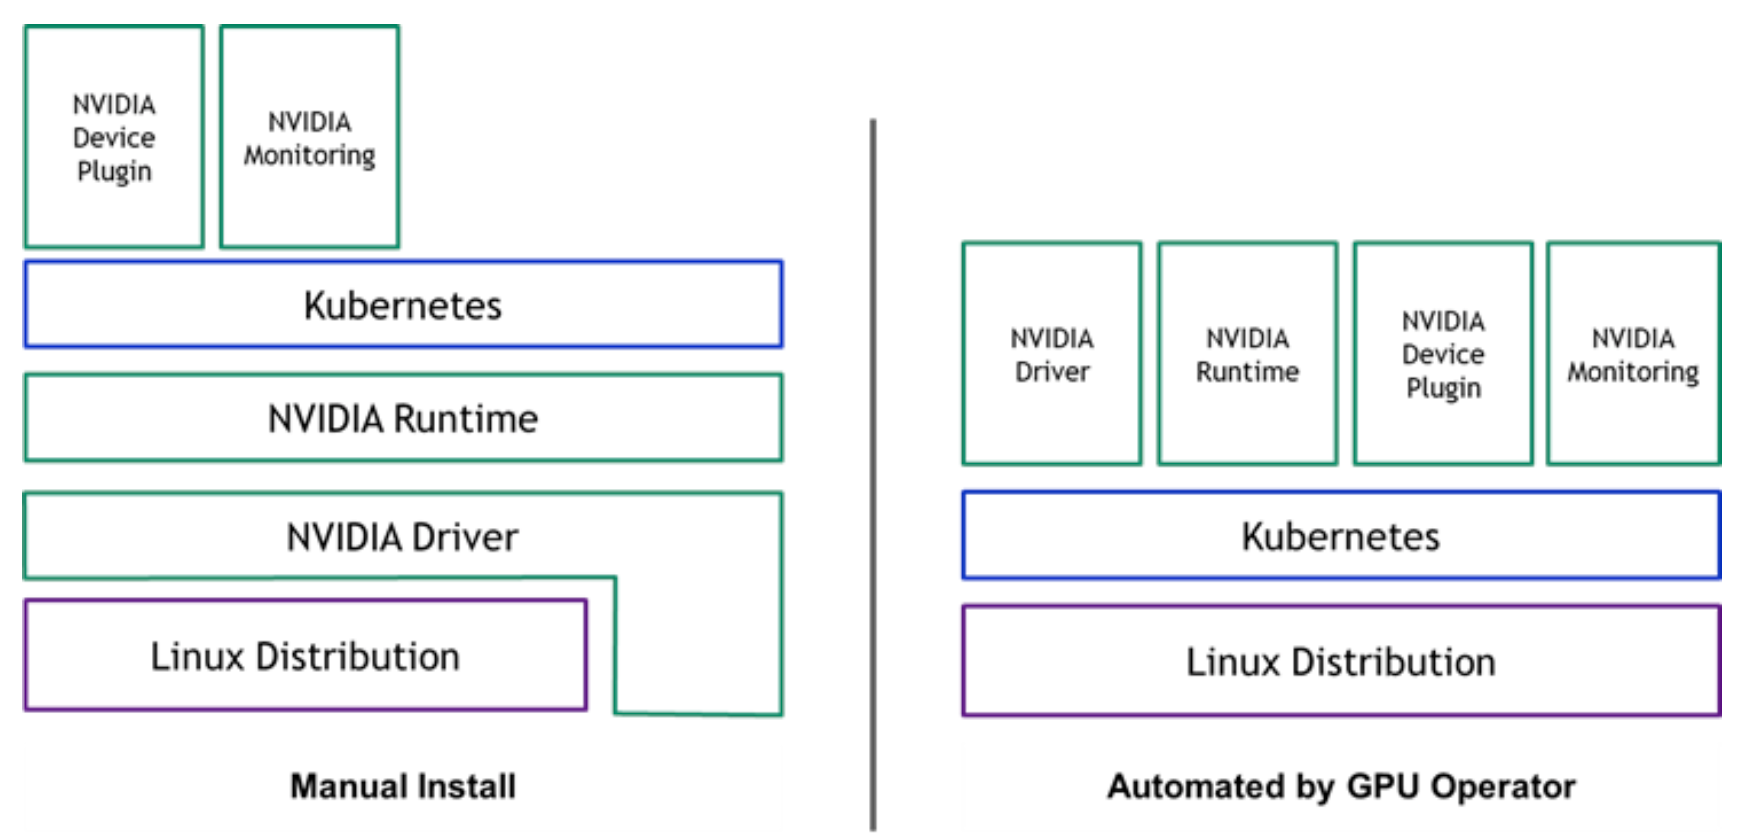 NVIDIA
Device
Plugin
NVIDIA
Monitoring
Kubernetes
NVIDIA Runtime
NVIDIA Driver
Linux Distribution
Manual Install
NVIDIA
Driver
NVIDIA
Runtime
NVIDIA
Device
Plugin
NVIDIA
Monitoring
Kubernetes
Linux Distribution
Automated by GPU Operator